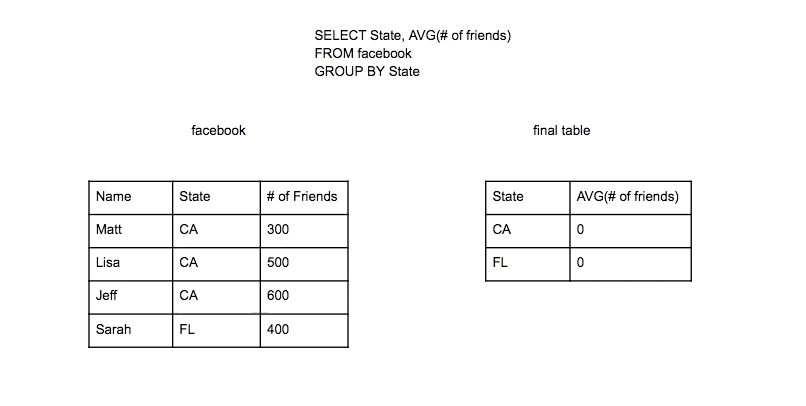 SELECT State, AVG(# of friends)
FROM facebook
GROUP BY State
facebook
final table
Name State # of Friends
Matt CA 300
Lisa CA 500
Jeff CA 600
Sarah FL 400
State AVG(# of friends)
CA 0
FL 0